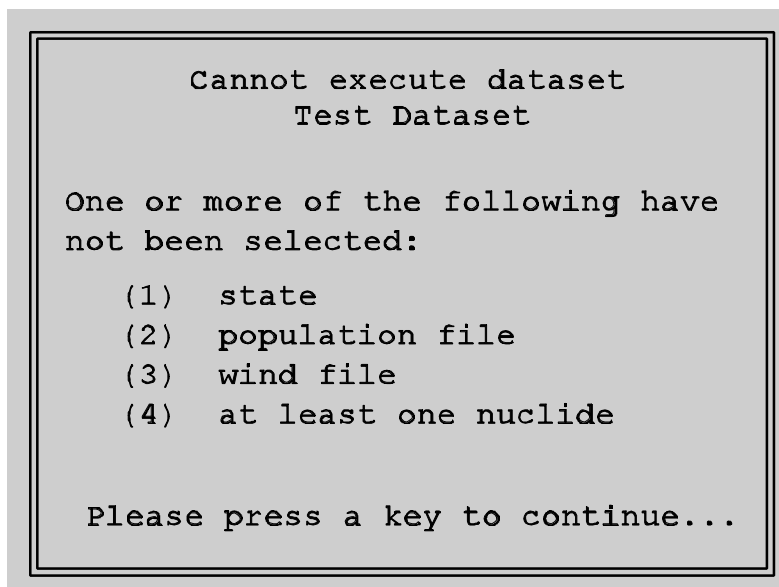 Cannot execute dataset
Test Dataset
One or more of the following have
not been selected:
(1) state
(2) population file
(3) wind file
(4) at least one nuclide
Please press a key to continue...